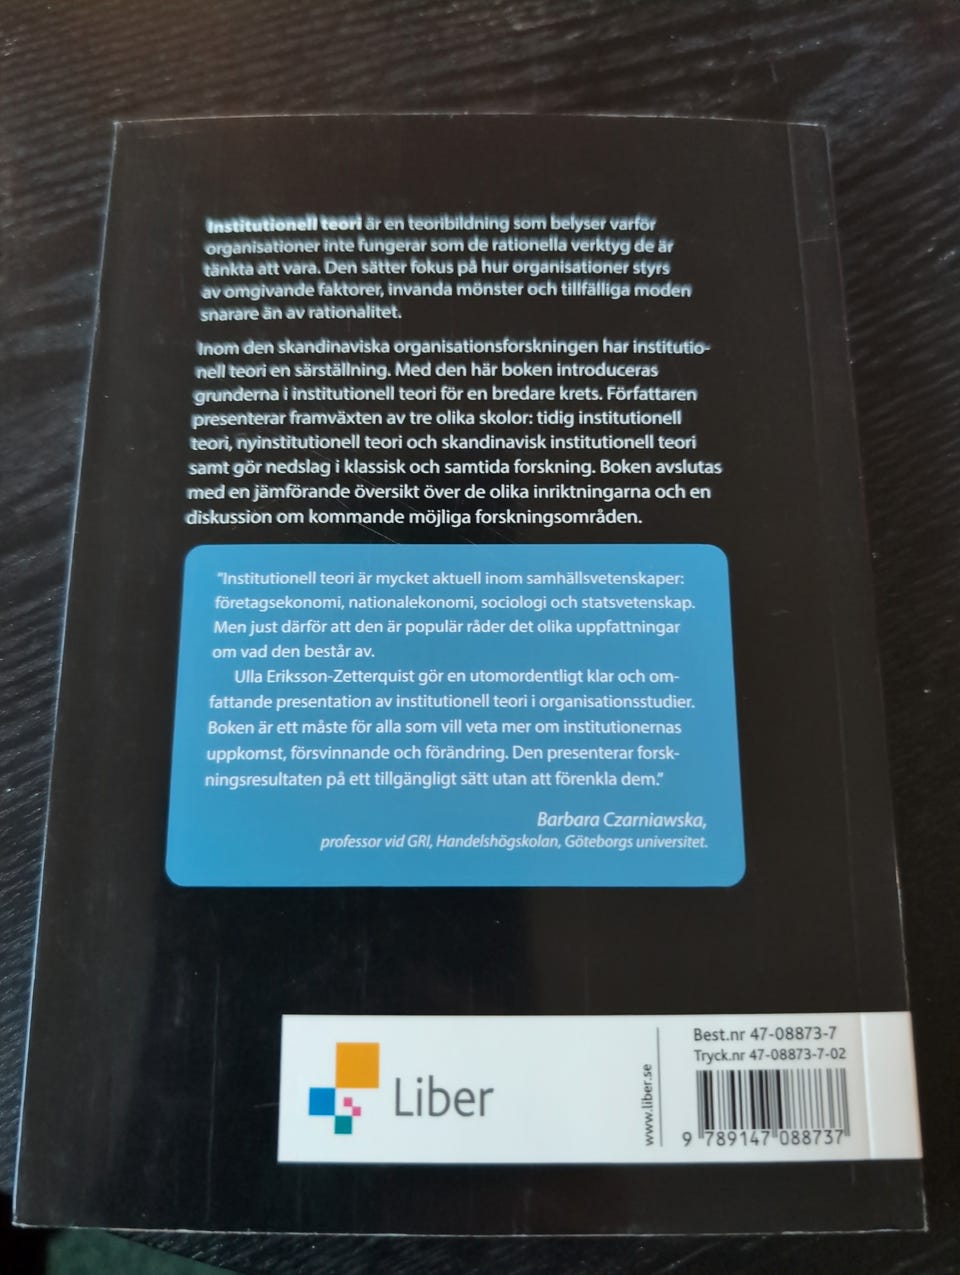 Institutionell teori är en teoribildning som belyser varför
organisationer inte fungerar som de rationella verktyg de är
tänkta att vara. Den sätter fokus på hur organisationer styrs
av omgivande faktorer, invanda mönster och tillfälliga moden
snarare än av rationalitet.
Inom den skandinaviska organisationsforskningen har institutio-
nell teori en särställning. Med den här boken introduceras
grunderna i institutionell teori för en bredare krets. Författaren
presenterar framväxten av tre olika skolor: tidig institutionell
teori, nyinstitutionell teori och skandinavisk institutionell teori
samt gör nedslag i klassisk och samtida forskning. Boken avslutas
med en jämförande översikt över de olika inriktningarna och en
diskussion om kommande möjliga forskningsområden.
"Institutionell teori är mycket aktuell inom samhällsvetenskaper:
företagsekonomi, nationalekonomi, sociologi och statsvetenskap.
Men just därför att den är populär råder det olika uppfattningar
om vad den består av.
Ulla Eriksson-Zetterquist gör en utomordentligt klar och om-
fattande presentation av institutionell teori i organisationsstudier.
Boken är ett måste för alla som vill veta mer om institutionernas
uppkomst, försvinnande och förändring. Den presenterar forsk-
ningsresultaten på ett tillgängligt sätt utan att förenkla dem."
Barbara Czarniawska,
professor vid GRI, Handelshögskolan, Göteborgs universitet.
Liber
www.liber.se
Best.nr 47-08873-7
Tryck.nr 47-08873-7-02
9 789147 088737